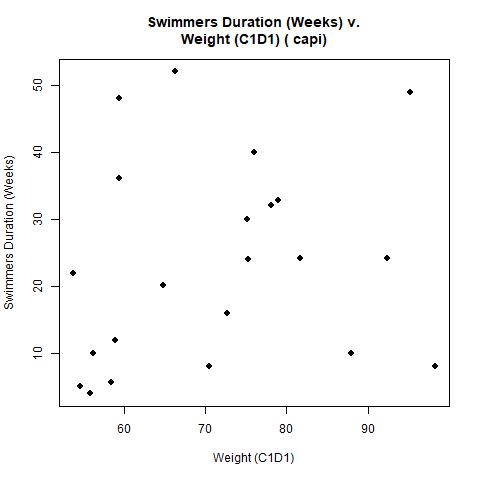 Swimmers Duration (Weeks) v.
Weight (C1D1) ( capi)
Swimmers Duration (Weeks)
50
40
30
20
10
60 70 80 90
Weight (C1D1)